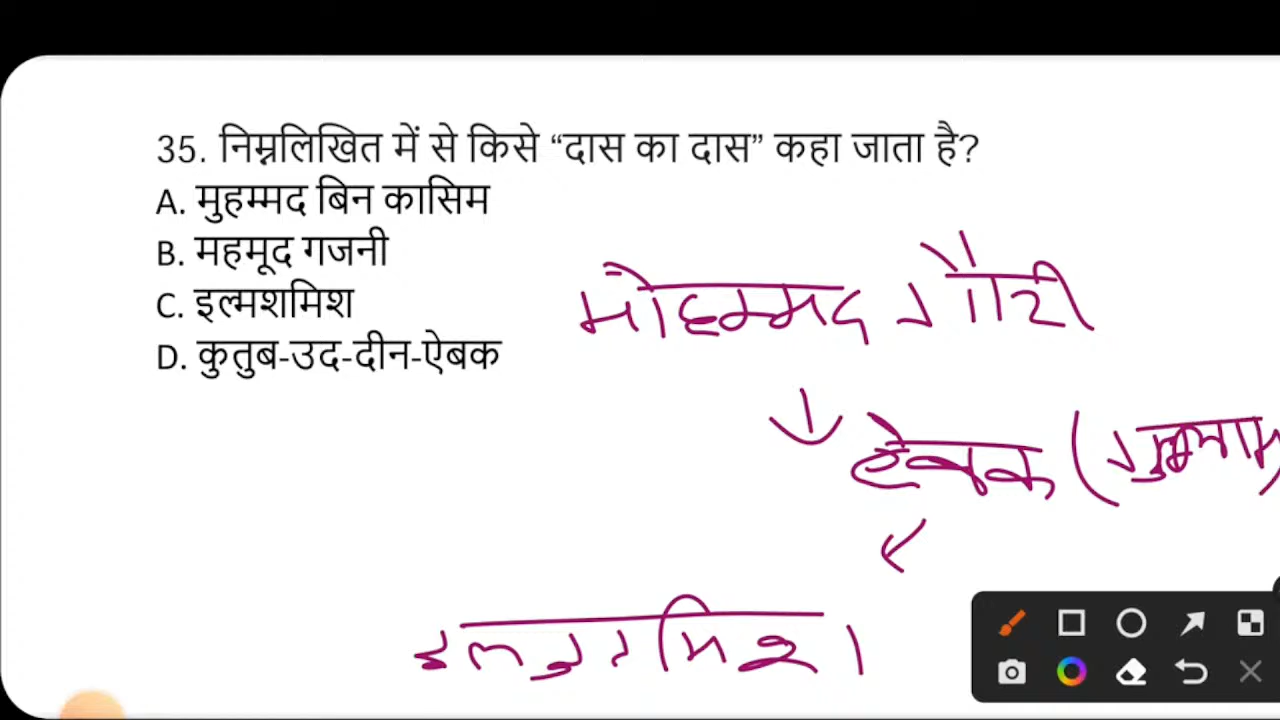 35. निम्नलिखित में से किसे “दास का दास” कहा जाता है?
A. मुहम्मद बिन कासिम
B. महमूद गजनी
C. इल्मशमिश
D. कुतुब-उद-दीन-ऐबक
मोहम्मद गौरी
ऐबक (गुलाम)
इल्तुतमिश।